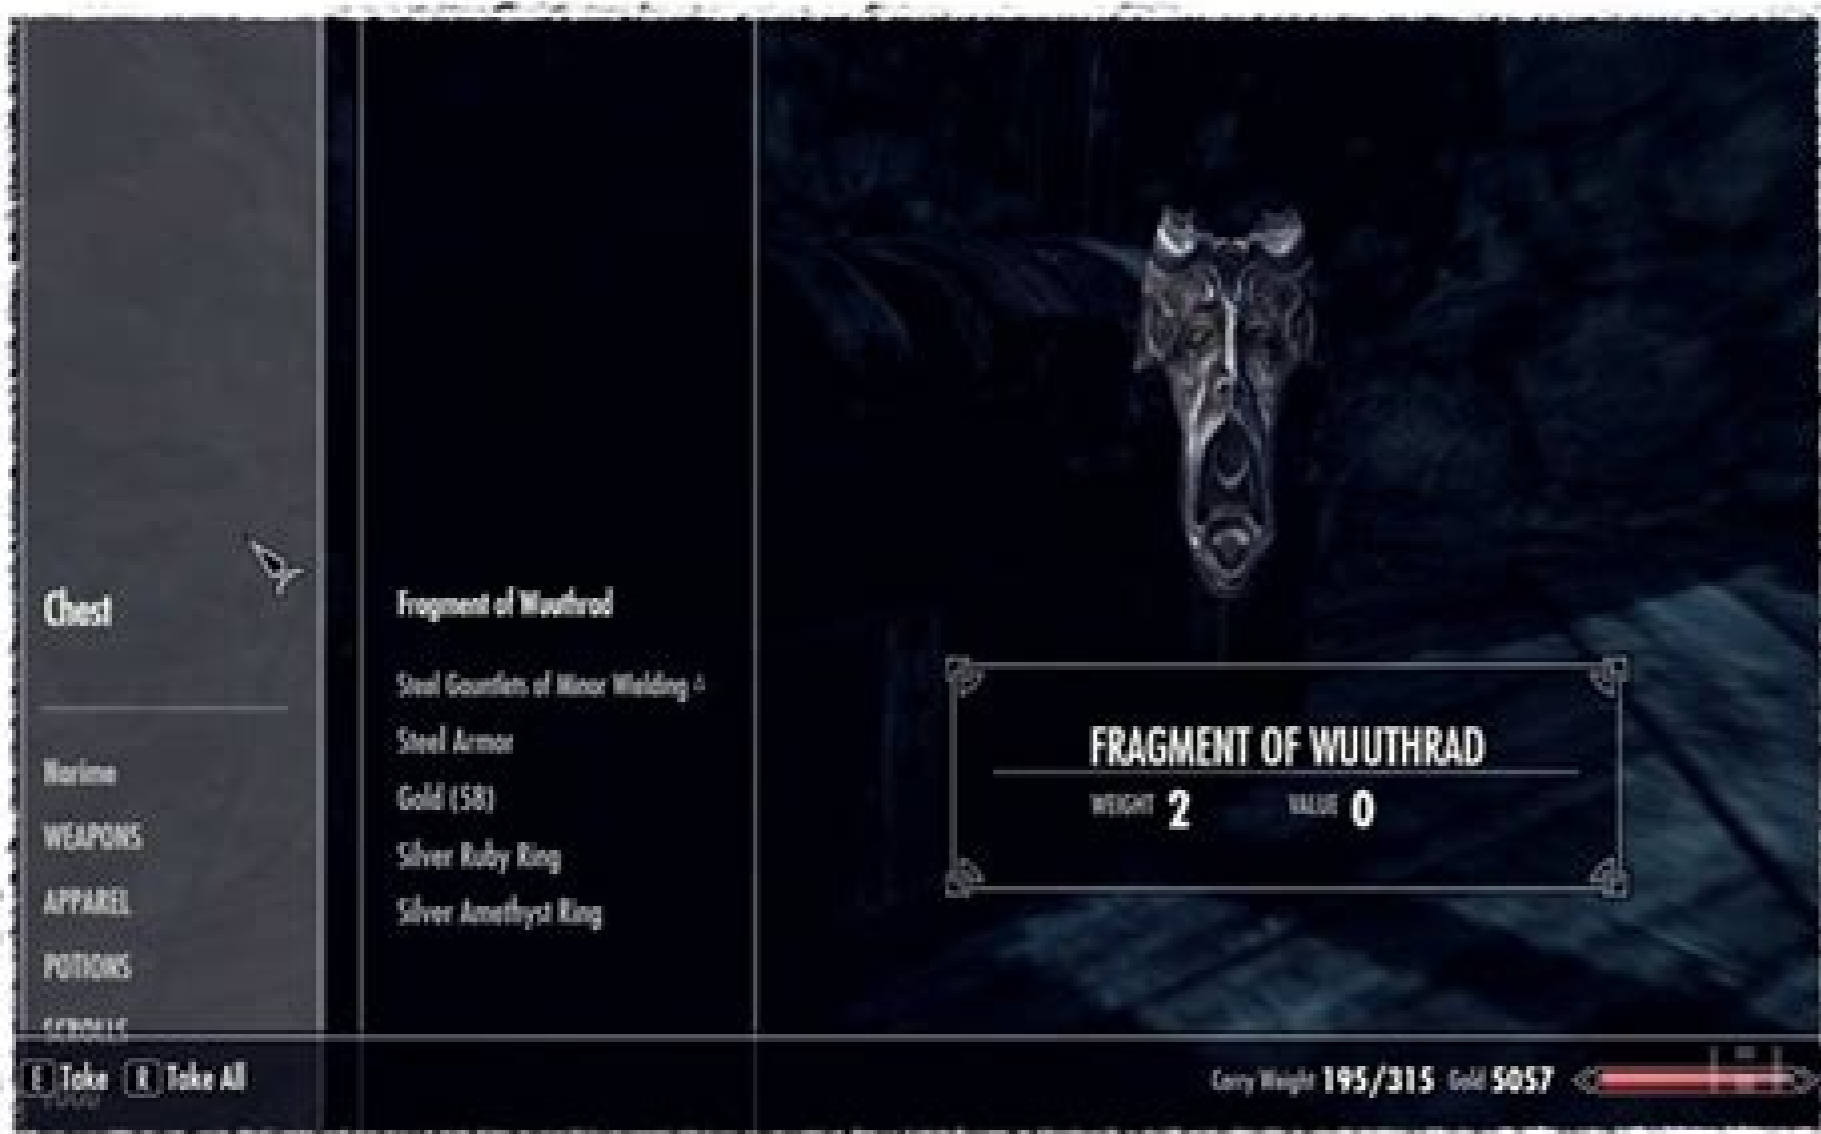 Chest
Norime
WEAPONS
APPAREL
POTIONS
SCROLLS
Fragment of Wuuthrad
Steel Gauntlets of Minor Wielding
Steel Armor
Gold (58)
Silver Ruby Ring
Silver Amethyst Ring
FRAGMENT OF WUUTHRAD
WEIGHT 2 VALUE 0
E Take R Take All
Carry Weight 195/315 Gold 5057